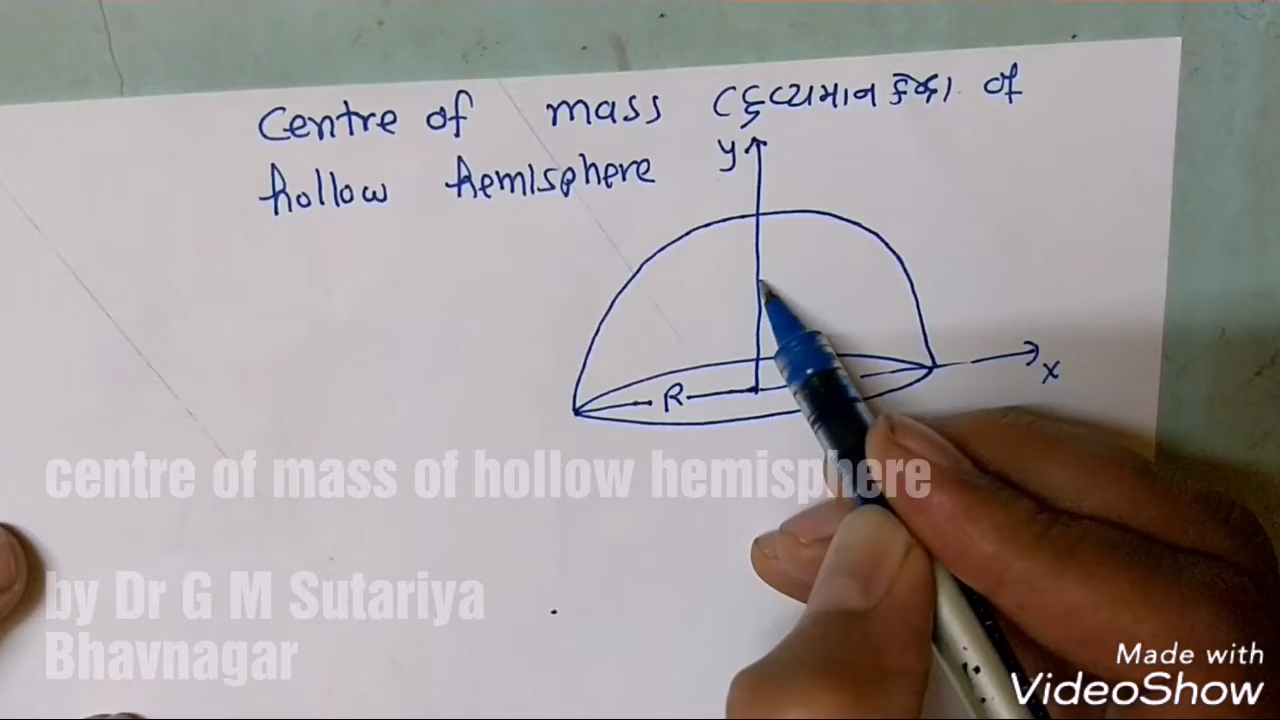 Centre of mass (દ્રવ્યમાન કેન્દ્ર) of
hollow hemisphere
y
R
x
centre of mass of hollow hemisphere
by Dr G M Sutariya
Bhavnagar
Made with
VideoShow